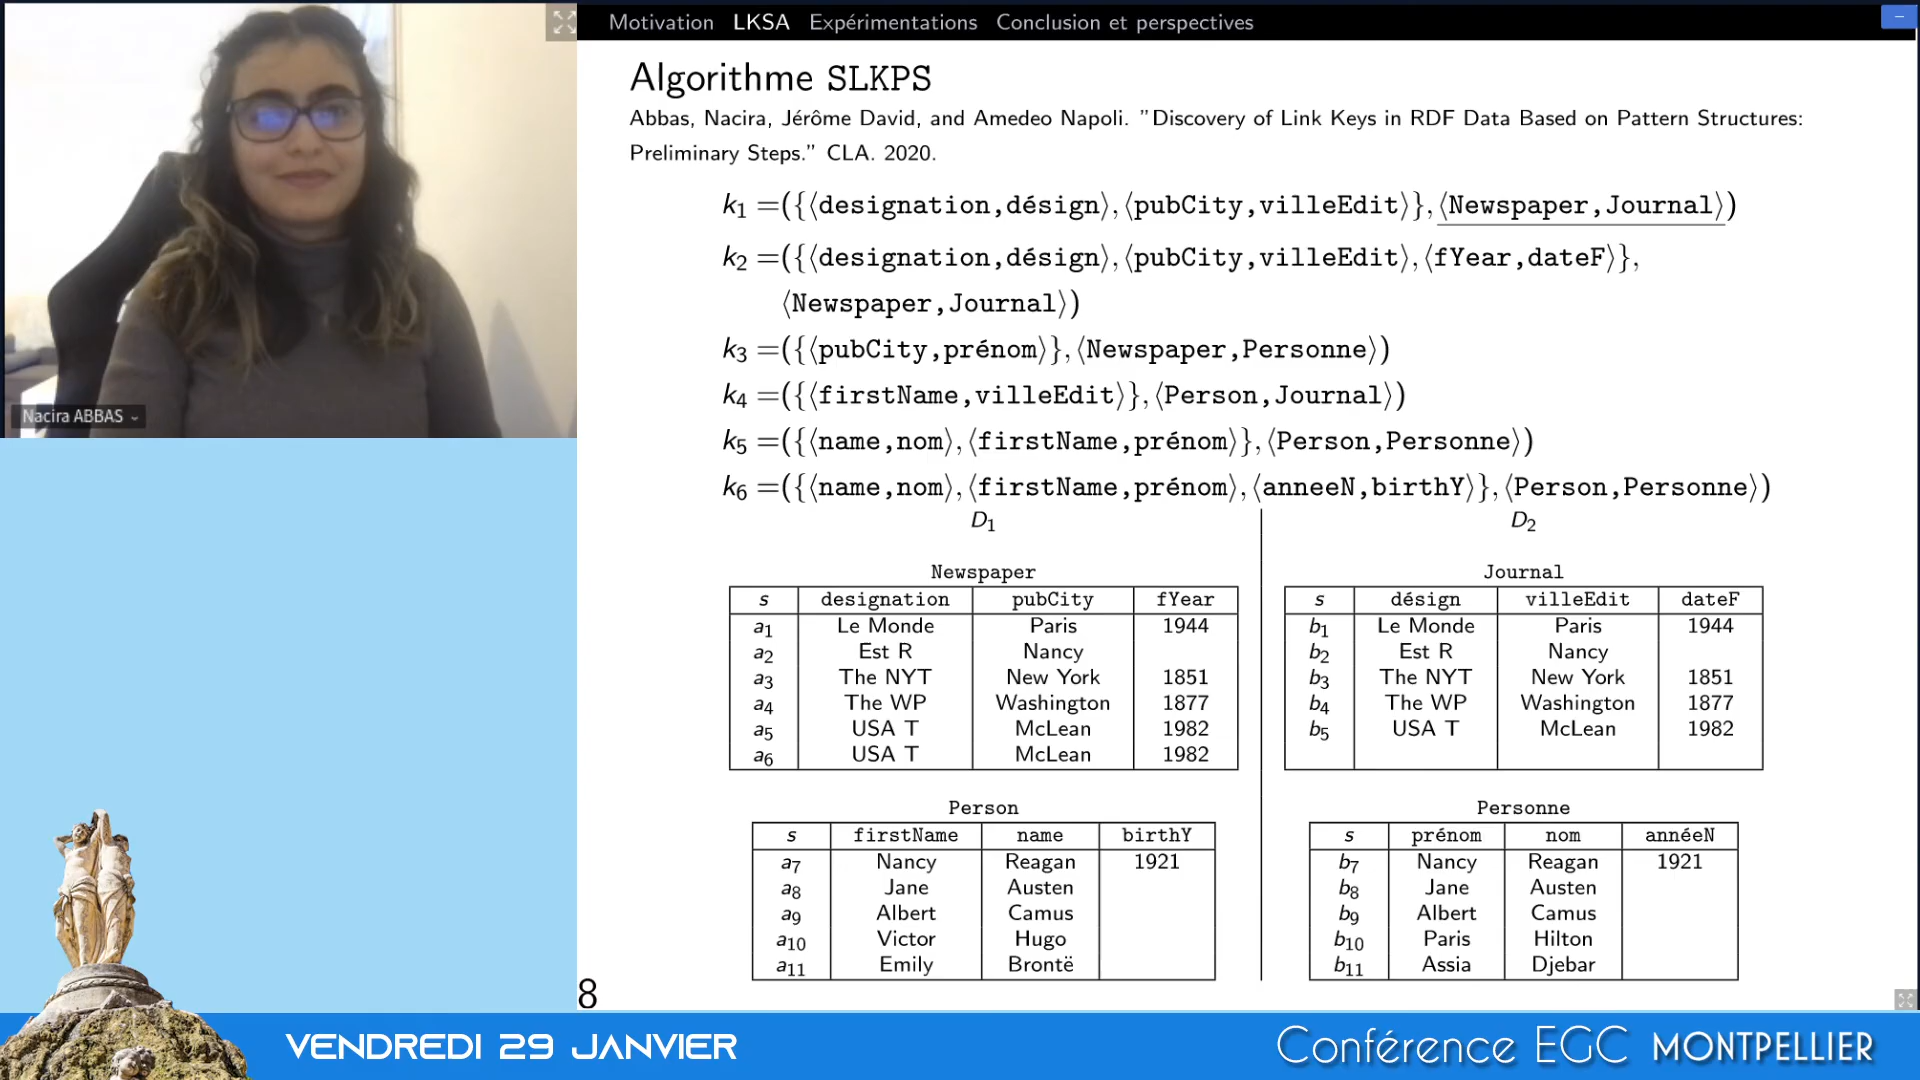 Motivation LKSA Expérimentations Conclusion et perspectives
Algorithme SLKPS
Abbas, Nacira, Jérôme David, and Amedeo Napoli. ”Discovery of Link Keys in RDF Data Based on Pattern Structures:
Preliminary Steps.” CLA. 2020.
k1 =({⟨designation,désign⟩,⟨pubCity,villeEdit⟩},⟨Newspaper,Journal⟩)
k2 =({⟨designation,désign⟩,⟨pubCity,villeEdit⟩,⟨fYear,dateF⟩},
⟨Newspaper,Journal⟩)
k3 =({⟨pubCity,prénom⟩},⟨Newspaper,Personne⟩)
k4 =({⟨firstName,villeEdit⟩},⟨Person,Journal⟩)
k5 =({⟨name,nom⟩,⟨firstName,prénom⟩},⟨Person,Personne⟩)
k6 =({⟨name,nom⟩,⟨firstName,prénom⟩,⟨anneeN,birthY⟩},⟨Person,Personne⟩)
Nacira ABBAS
D1
Newspaper
s designation pubCity fYear
a1 Le Monde Paris 1944
a2 Est R Nancy
a3 The NYT New York 1851
a4 The WP Washington 1877
a5 USA T McLean 1982
a6 USA T McLean 1982
Person
s firstName name birthY
a7 Nancy Reagan 1921
a8 Jane Austen
a9 Albert Camus
a10 Victor Hugo
a11 Emily Brontë
D2
Journal
s désign villeEdit dateF
b1 Le Monde Paris 1944
b2 Est R Nancy
b3 The NYT New York 1851
b4 The WP Washington 1877
b5 USA T McLean 1982
Personne
s prénom nom annéeN
b7 Nancy Reagan 1921
b8 Jane Austen
b9 Albert Camus
b10 Paris Hilton
b11 Assia Djebar
8
VENDREDI 29 JANVIER
Conférence EGC MONTPELLIER